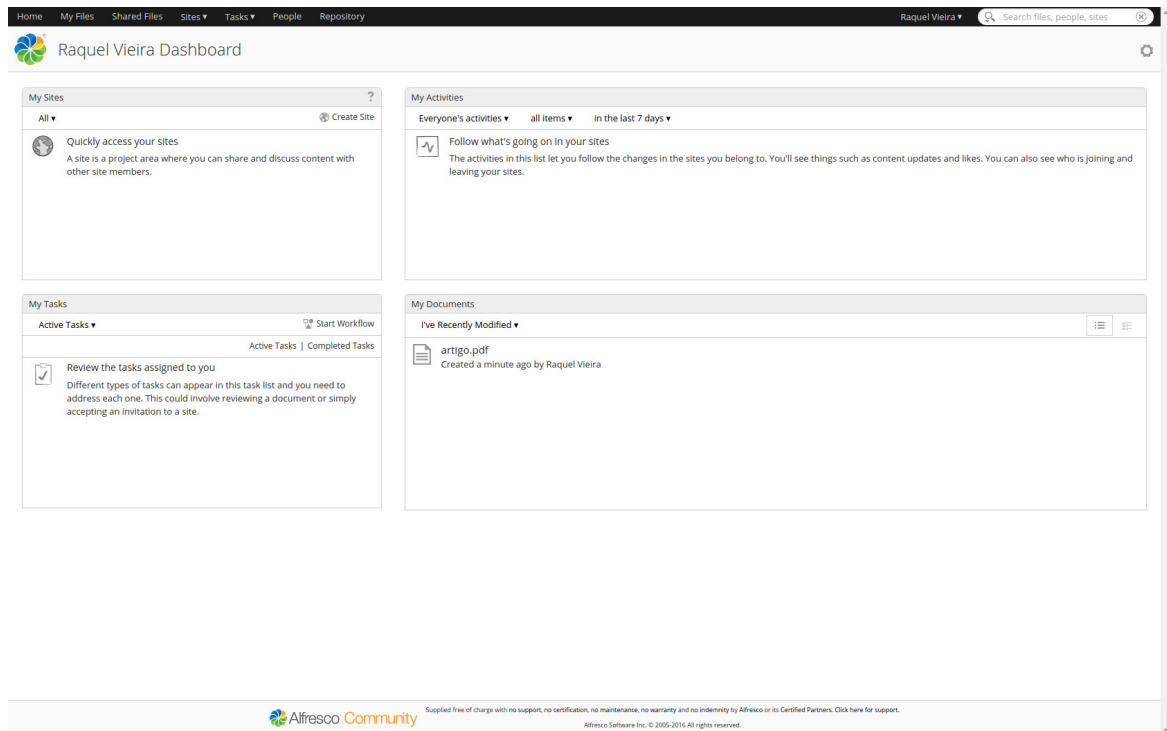 Home My Files Shared Files Sites ▾ Tasks ▾ People Repository Raquel Vieira ▾ Search files, people, sites
Raquel Vieira Dashboard
My Sites ?
All ▾ Create Site
Quickly access your sites
A site is a project area where you can share and discuss content with
other site members.
My Activities
Everyone's activities ▾ all items ▾ in the last 7 days ▾
Follow what's going on in your sites
The activities in this list let you follow the changes in the sites you belong to. You'll see things such as content updates and likes. You can also see who is joining and
leaving your sites.
My Tasks
Active Tasks ▾ Start Workflow
Active Tasks | Completed Tasks
Review the tasks assigned to you
Different types of tasks can appear in this task list and you need to
address each one. This could involve reviewing a document or simply
accepting an invitation to a site.
My Documents
I've Recently Modified ▾
artigo.pdf
Created a minute ago by Raquel Vieira
Alfresco Community
Supplied free of charge with no support, no certification, no maintenance, no warranty and no indemnity by Alfresco or its Certified Partners. Click here for support.
Alfresco Software Inc. © 2005-2016 All rights reserved.